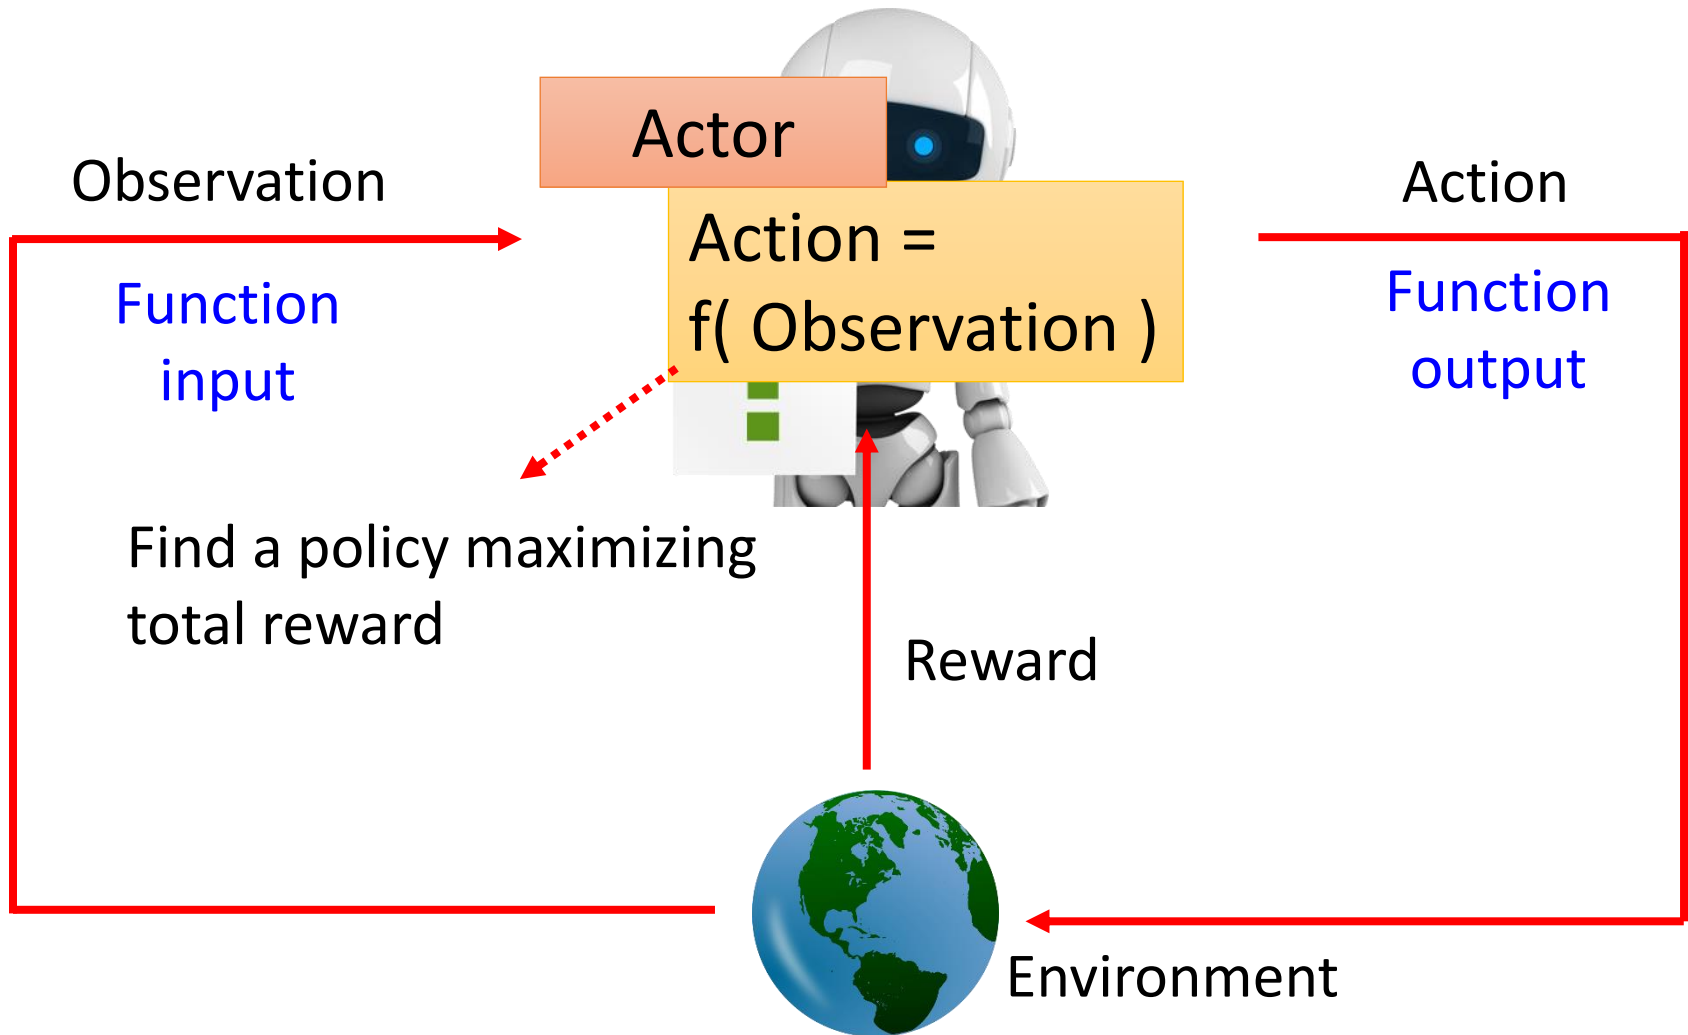 Actor
Observation
Action
Action =
f( Observation )
Function
input
Function
output
Find a policy maximizing
total reward
Reward
Environment